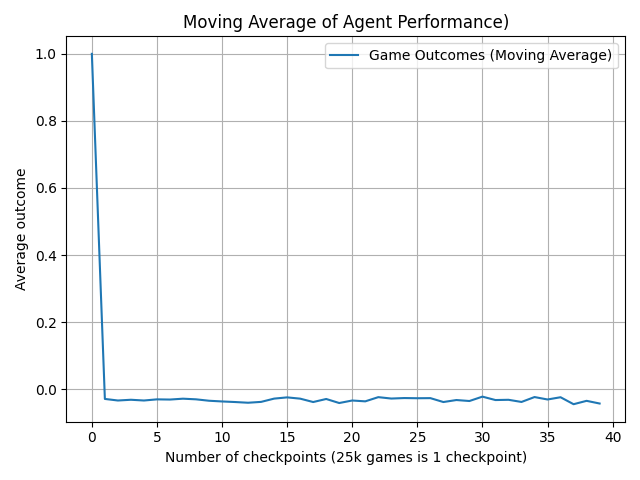 Moving Average of Agent Performance)
Game Outcomes (Moving Average)
Average outcome
1.0
0.8
0.6
0.4
0.2
0.0
0 5 10 15 20 25 30 35 40
Number of checkpoints (25k games is 1 checkpoint)